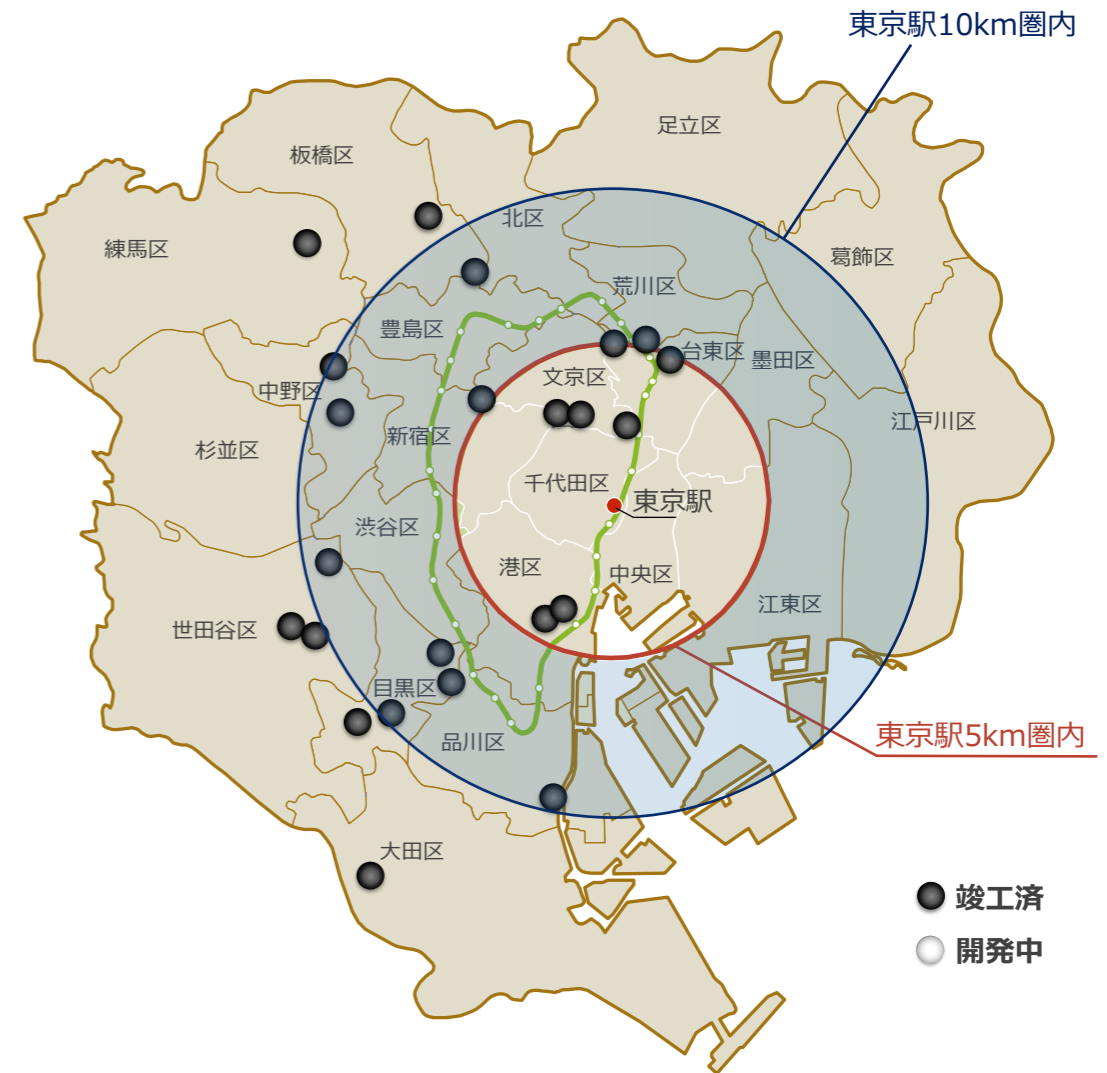 東京駅10km圏内
足立区
板橋区
北区
練馬区
葛飾区
荒川区
豊島区
台東区
墨田区
文京区
中野区
江戸川区
新宿区
杉並区
千代田区
東京駅
渋谷区
港区
中央区
江東区
世田谷区
目黒区
品川区
東京駅5km圏内
大田区
竣工済
開発中